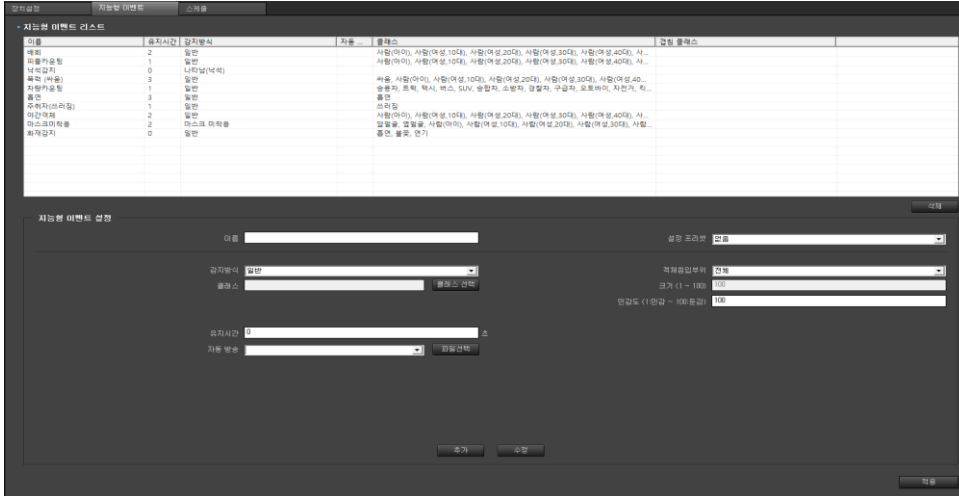 장치설정 지능형 이벤트 스케줄
지능형 이벤트 리스트
이름 유지시간 감지방식 자동 ... 클래스 겹침 클래스
배회 2 일반 사람(아이), 사람(여성,10대), 사람(여성,20대), 사람(여성,30대), 사람(여성,40대), 사...
피플카운팅 1 일반 사람(아이), 사람(여성,10대), 사람(여성,20대), 사람(여성,30대), 사람(여성,40대), 사...
낙석감지 0 나타남(낙석)
폭력 (싸움) 3 일반 싸움, 사람(아이), 사람(여성,10대), 사람(여성,20대), 사람(여성,30대), 사람(여성,40...
차량카운팅 1 일반 승용차, 트럭, 택시, 버스, SUV, 승합차, 소방차, 경찰차, 구급차, 오토바이, 자전거, 킥...
흡연 3 일반 흡연
주취자(쓰러짐) 1 일반 쓰러짐
야간객체 2 일반 사람(아이), 사람(여성,10대), 사람(여성,20대), 사람(여성,30대), 사람(여성,40대), 사...
마스크미착용 2 마스크 미착용 앞얼굴, 옆얼굴, 사람(아이), 사람(여성,10대), 사람(여성,20대), 사람(여성,30대), 사람...
화재감지 0 일반 흡연, 불꽃, 연기
삭제
지능형 이벤트 설정
이름 설정 프리셋 없음
감지방식 일반 객체침입부위 전체
클래스 클래스 선택 크기 (1 ~ 100) 100
민감도 (1:민감 ~ 100:둔감) 100
유지시간 0 초
자동 방송 파일선택
추가 수정
적용